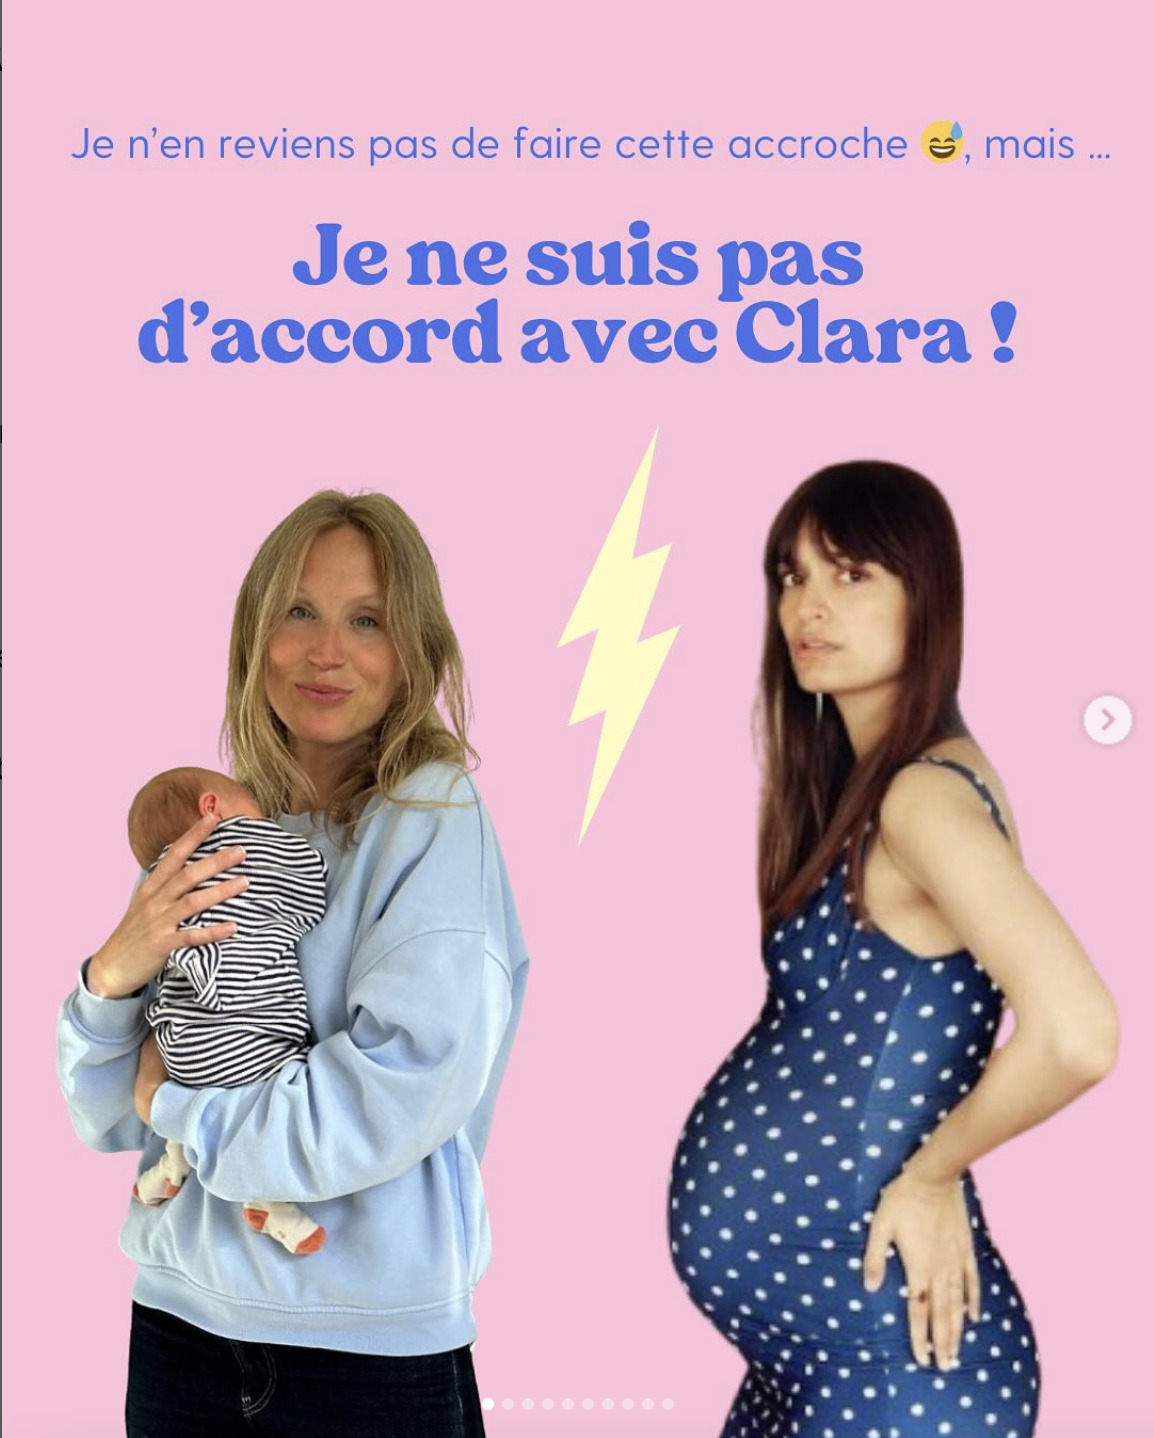 Je n’en reviens pas de faire cette accroche 😅, mais ...
Je ne suis pas
d’accord avec Clara !